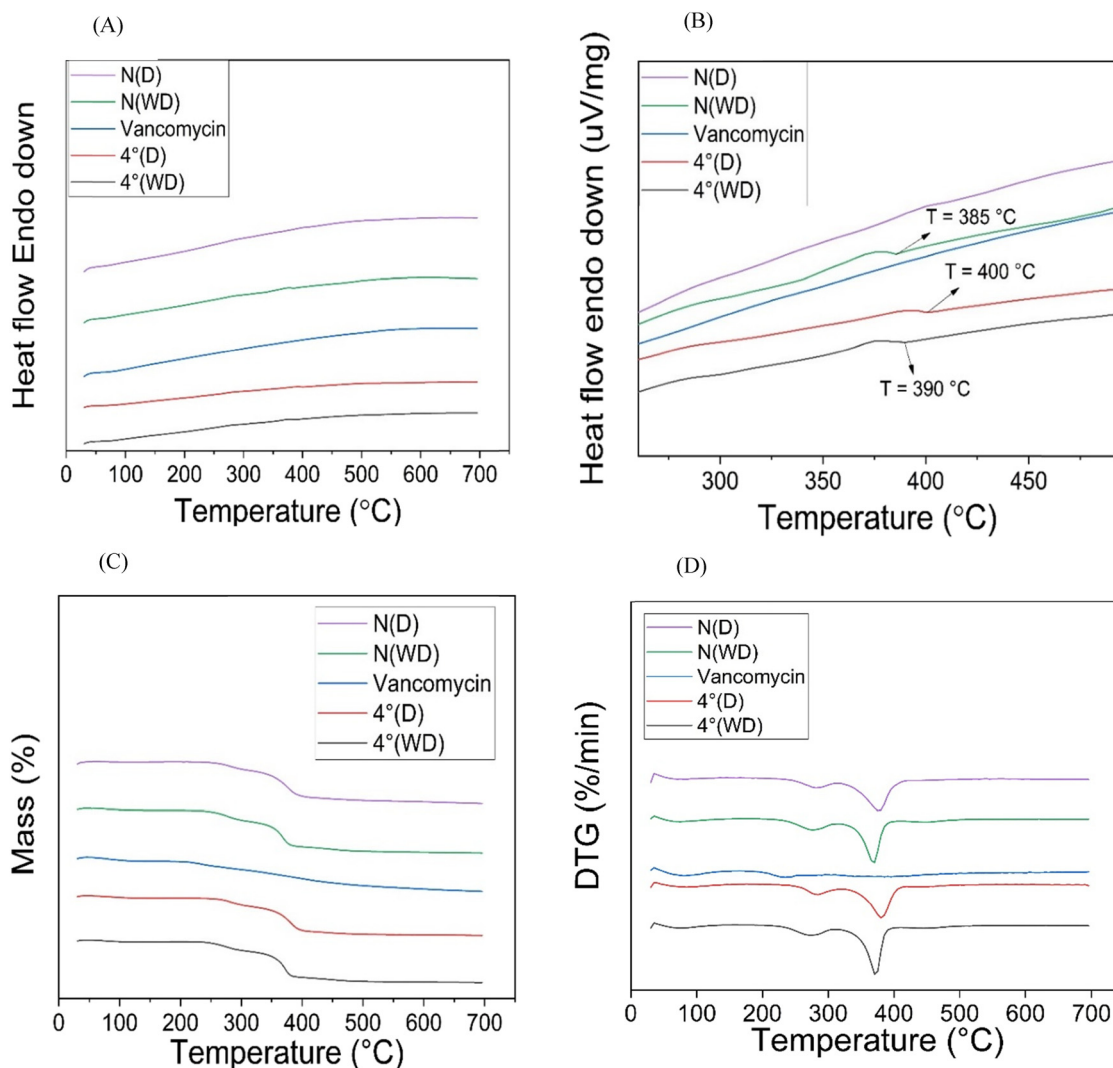 (A)
Heat flow Endo down
N(D)
N(WD)
Vancomycin
4°(D)
4°(WD)
0 100 200 300 400 500 600 700
Temperature (°C)
(B)
Heat flow endo down (uV/mg)
N(D)
N(WD)
Vancomycin
4°(D)
4°(WD)
T = 385 °C
T = 400 °C
T = 390 °C
300 350 400 450
Temperature (°C)
(C)
Mass (%)
N(D)
N(WD)
Vancomycin
4°(D)
4°(WD)
0 100 200 300 400 500 600 700
Temperature (°C)
(D)
DTG (%/min)
N(D)
N(WD)
Vancomycin
4°(D)
4°(WD)
0 100 200 300 400 500 600 700
Temperature (°C)